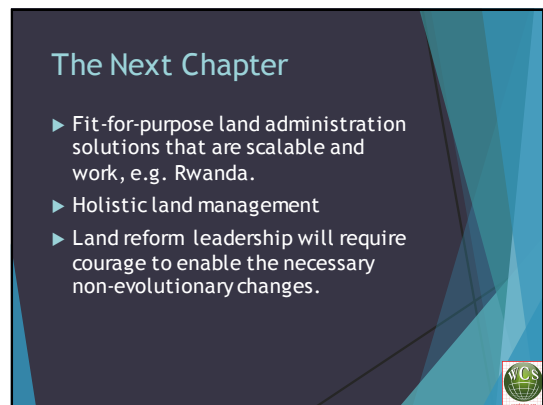 The Next Chapter
▶ Fit-for-purpose land administration
solutions that are scalable and
work, e.g. Rwanda.
▶ Holistic land management
▶ Land reform leadership will require
courage to enable the necessary
non-evolutionary changes.
WCS